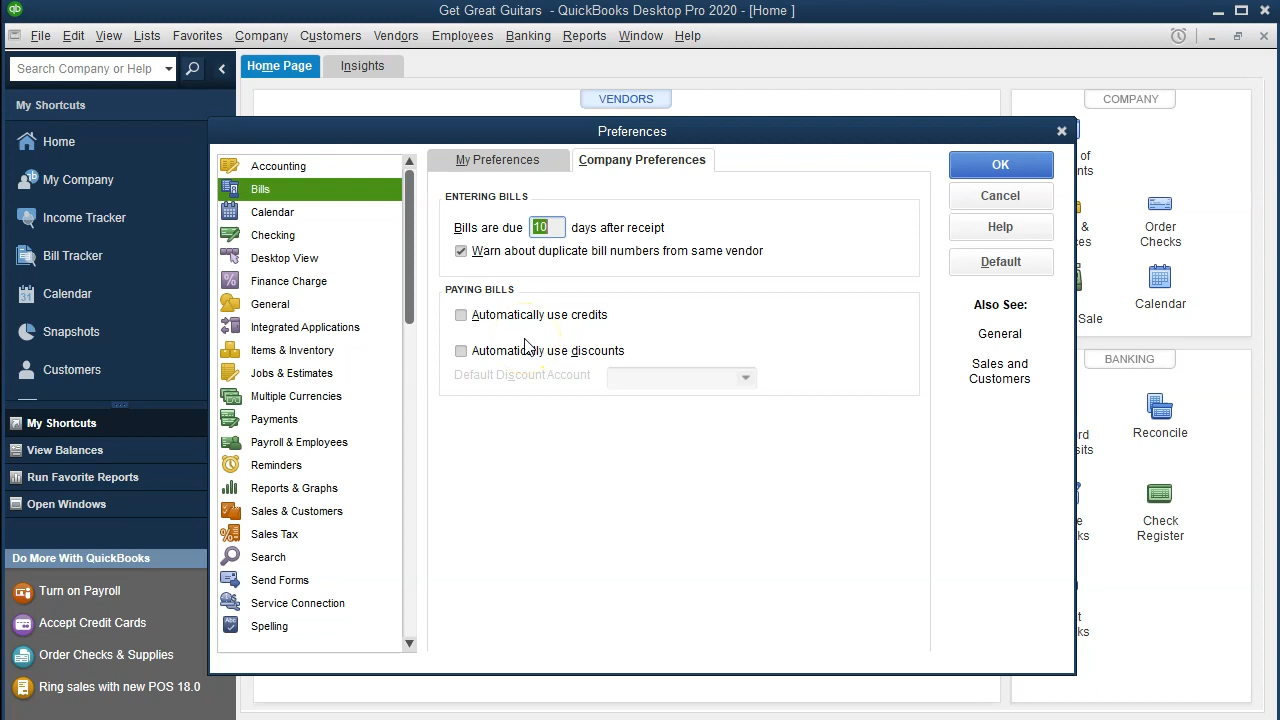 Get Great Guitars - QuickBooks Desktop Pro 2020 - [Home ]
File Edit View Lists Favorites Company Customers Vendors Employees Banking Reports Window Help
Search Company or Help
My Shortcuts
Home
My Company
Income Tracker
Bill Tracker
Calendar
Snapshots
Customers
My Shortcuts
View Balances
Run Favorite Reports
Open Windows
Do More With QuickBooks
Turn on Payroll
Accept Credit Cards
Order Checks & Supplies
Ring sales with new POS 18.0
Home Page Insights
VENDORS
COMPANY
Order
Checks
Calendar
BANKING
Reconcile
Check
Register
Preferences
Accounting
Bills
Calendar
Checking
Desktop View
Finance Charge
General
Integrated Applications
Items & Inventory
Jobs & Estimates
Multiple Currencies
Payments
Payroll & Employees
Reminders
Reports & Graphs
Sales & Customers
Sales Tax
Search
Send Forms
Service Connection
Spelling
My Preferences Company Preferences
ENTERING BILLS
Bills are due 10 days after receipt
Warn about duplicate bill numbers from same vendor
PAYING BILLS
Automatically use credits
Automatically use discounts
Default Discount Account
OK
Cancel
Help
Default
Also See:
General
Sales and
Customers